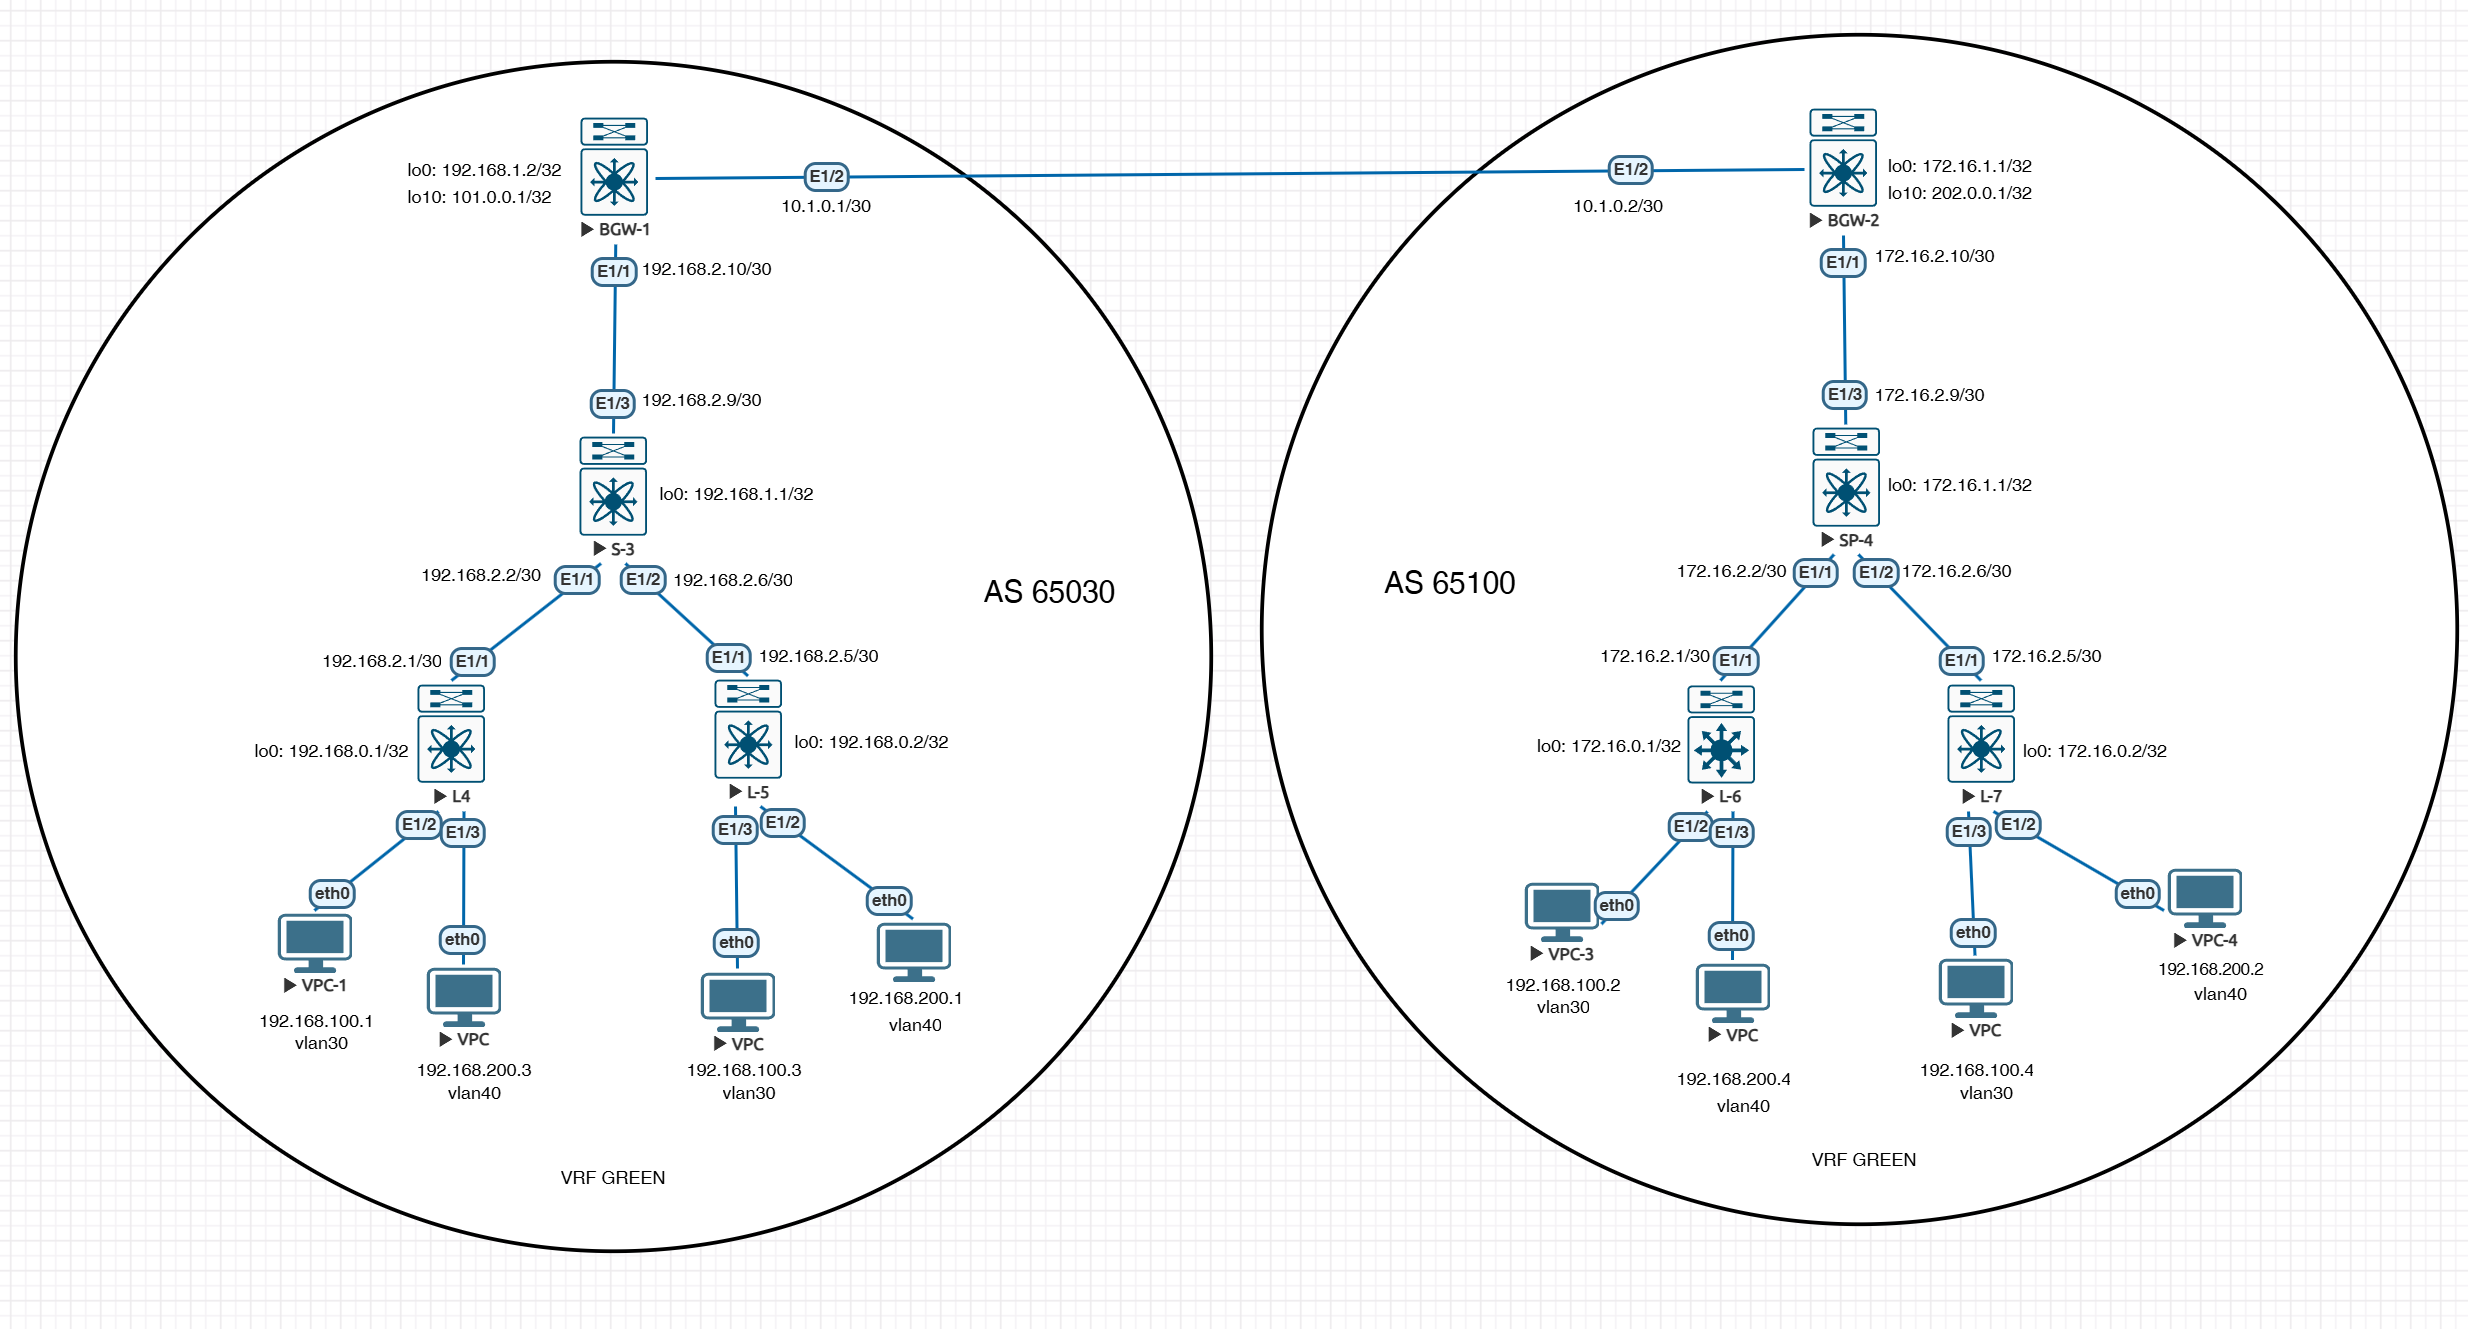 lo0: 192.168.1.2/32
lo10: 101.0.0.1/32
BGW-1
E1/2
10.1.0.1/30
E1/1
192.168.2.10/30
E1/3
192.168.2.9/30
lo0: 192.168.1.1/32
S-3
192.168.2.2/30
E1/1
E1/2
192.168.2.6/30
AS 65030
192.168.2.1/30
E1/1
E1/1
192.168.2.5/30
lo0: 192.168.0.1/32
L4
lo0: 192.168.0.2/32
L-5
E1/2
E1/3
E1/3
E1/2
eth0
eth0
eth0
eth0
VPC-1
192.168.100.1
vlan30
VPC
192.168.200.3
vlan40
VPC
192.168.100.3
vlan30
192.168.200.1
vlan40
VRF GREEN
E1/2
10.1.0.2/30
lo0: 172.16.1.1/32
lo10: 202.0.0.1/32
BGW-2
E1/1
172.16.2.10/30
E1/3
172.16.2.9/30
lo0: 172.16.1.1/32
SP-4
172.16.2.2/30
E1/1
E1/2
172.16.2.6/30
AS 65100
172.16.2.1/30
E1/1
E1/1
172.16.2.5/30
lo0: 172.16.0.1/32
L-6
lo0: 172.16.0.2/32
L-7
E1/2
E1/3
E1/3
E1/2
eth0
eth0
eth0
eth0
VPC-3
192.168.100.2
vlan30
VPC
192.168.200.4
vlan40
VPC
192.168.100.4
vlan30
VPC-4
192.168.200.2
vlan40
VRF GREEN